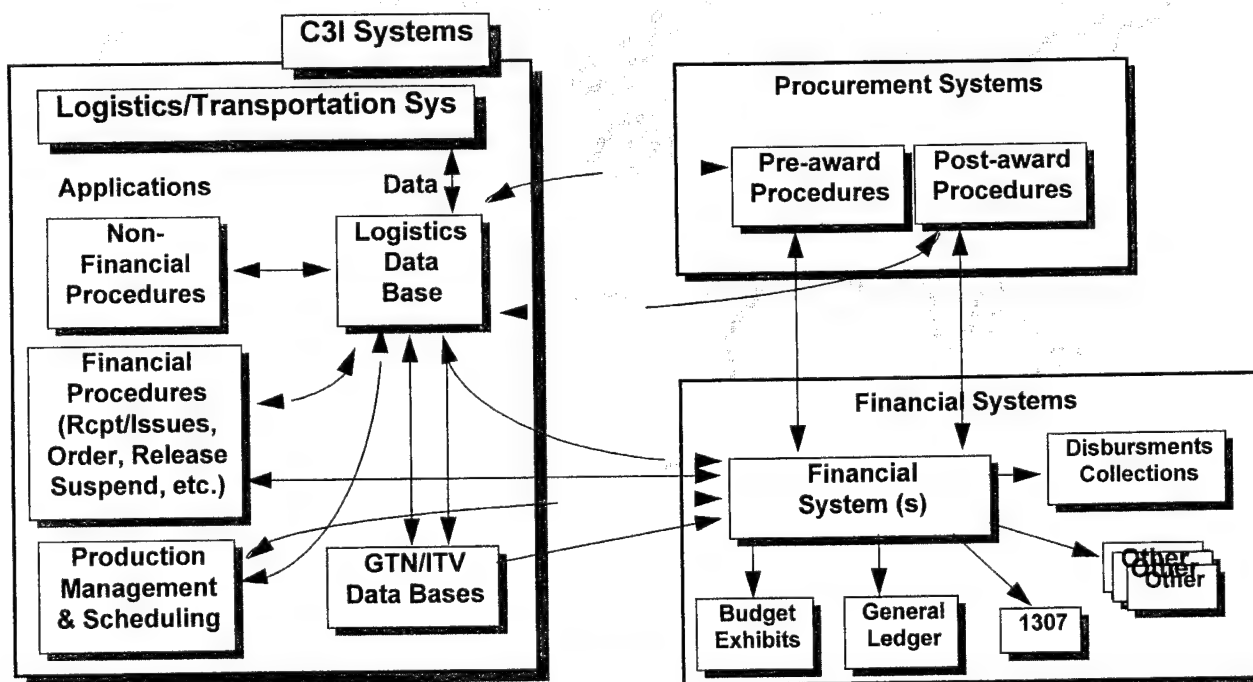 C3I Systems
Logistics/Transportation Sys
Applications
Data
Non-
Financial
Procedures
Logistics
Data
Base
Financial
Procedures
(Rcpt/Issues,
Order, Release
Suspend, etc.)
Production
Management
& Scheduling
GTN/ITV
Data Bases
Procurement Systems
Pre-award
Procedures
Post-award
Procedures
Financial Systems
Financial
System (s)
Disbursments
Collections
Budget
Exhibits
General
Ledger
1307
Other
Other
Other